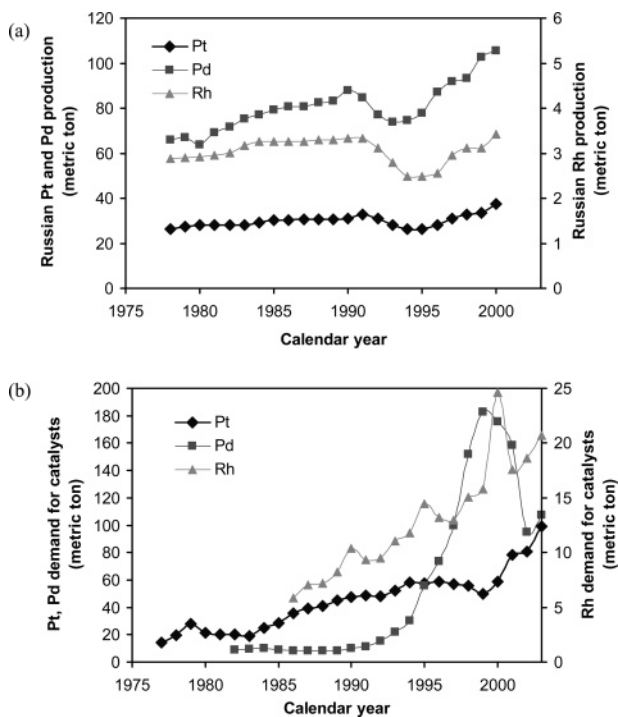 (a)
120
100
80
60
40
20
0
Russian Pt and Pd production
(metric ton)
Pt
Pd
Rh
6
5
4
3
2
1
0
Russian Rh production
(metric ton)
1975
1980
1985
1990
1995
2000
Calendar year
(b)
200
180
160
140
120
100
80
60
40
20
0
Pt, Pd demand for catalysts
(metric ton)
Pt
Pd
Rh
25
20
15
10
5
0
Rh demand for catalysts
(metric ton)
1975
1980
1985
1990
1995
2000
Calendar year